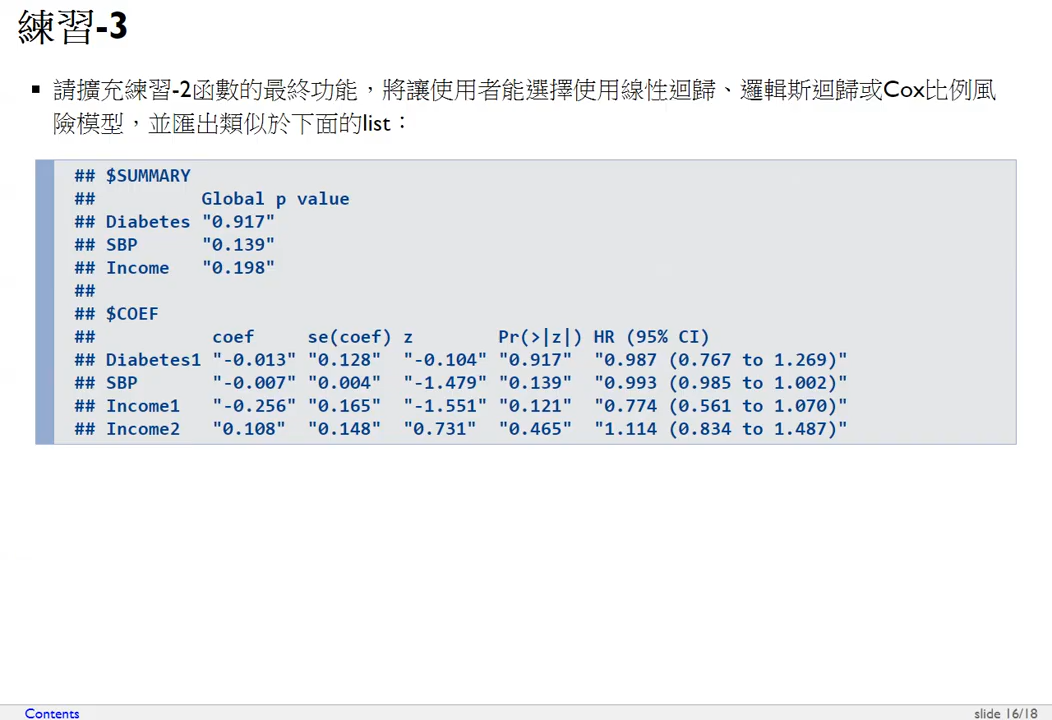 練習-3
▪ 請擴充練習-2函數的最終功能，將讓使用者能選擇使用線性迴歸、邏輯斯迴歸或Cox比例風
險模型，並匯出類似於下面的list：
## $SUMMARY
##          Global p value
## Diabetes "0.917"
## SBP      "0.139"
## Income   "0.198"
##
## $COEF
##           coef     se(coef) z        Pr(>|z|) HR (95% CI)
## Diabetes1 "-0.013" "0.128"  "-0.104" "0.917"  "0.987 (0.767 to 1.269)"
## SBP       "-0.007" "0.004"  "-1.479" "0.139"  "0.993 (0.985 to 1.002)"
## Income1   "-0.256" "0.165"  "-1.551" "0.121"  "0.774 (0.561 to 1.070)"
## Income2   "0.108"  "0.148"  "0.731"  "0.465"  "1.114 (0.834 to 1.487)"
Contents
slide 16/18